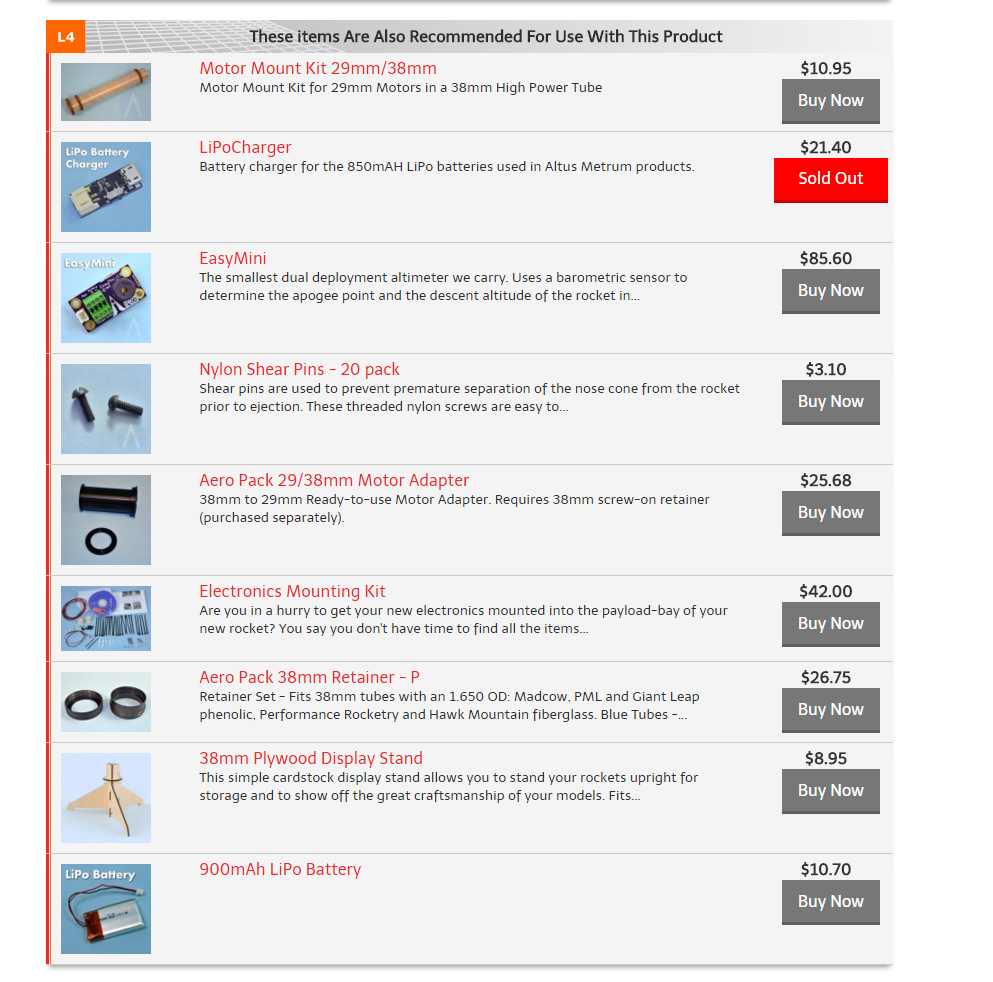 L4
These items Are Also Recommended For Use With This Product
Motor Mount Kit 29mm/38mm
Motor Mount Kit for 29mm Motors in a 38mm High Power Tube
$10.95
Buy Now
LiPo Battery
Charger
LiPoCharger
Battery charger for the 850mAH LiPo batteries used in Altus Metrum products.
$21.40
Sold Out
EasyMini
EasyMini
The smallest dual deployment altimeter we carry. Uses a barometric sensor to
determine the apogee point and the descent altitude of the rocket in...
$85.60
Buy Now
Nylon Shear Pins - 20 pack
Shear pins are used to prevent premature separation of the nose cone from the rocket
prior to ejection. These threaded nylon screws are easy to...
$3.10
Buy Now
Aero Pack 29/38mm Motor Adapter
38mm to 29mm Ready-to-use Motor Adapter. Requires 38mm screw-on retainer
(purchased separately).
$25.68
Buy Now
Electronics Mounting Kit
Are you in a hurry to get your new electronics mounted into the payload-bay of your
new rocket? You say you don't have time to find all the items...
$42.00
Buy Now
Aero Pack 38mm Retainer - P
Retainer Set - Fits 38mm tubes with an 1.650 OD: Madcow, PML and Giant Leap
phenolic, Performance Rocketry and Hawk Mountain fiberglass. Blue Tubes -...
$26.75
Buy Now
38mm Plywood Display Stand
This simple cardstock display stand allows you to stand your rockets upright for
storage and to show off the great craftsmanship of your models. Fits...
$8.95
Buy Now
LiPo Battery
900mAh LiPo Battery
$10.70
Buy Now